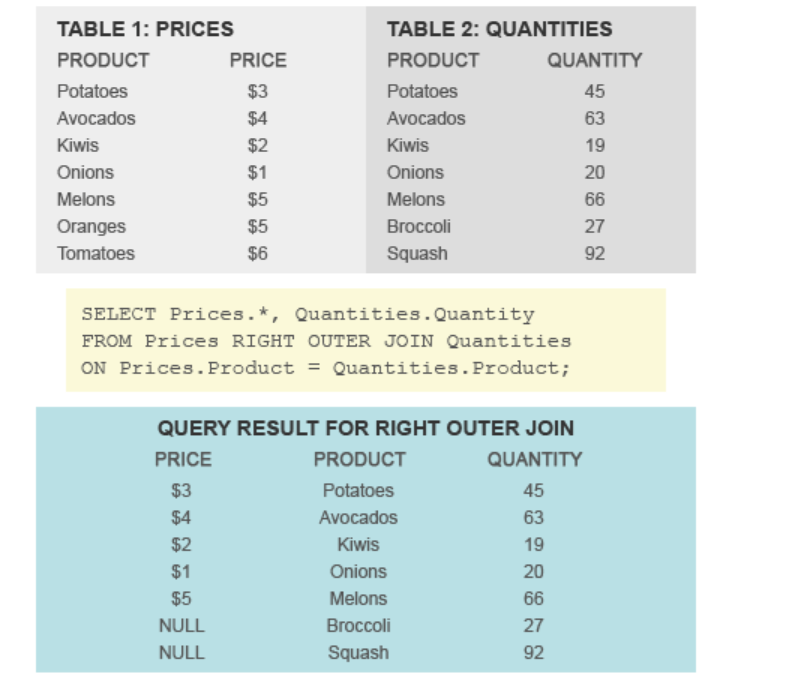 TABLE 1: PRICES TABLE 2: QUANTITIES
PRODUCT PRICE PRODUCT QUANTITY
Potatoes $3 Potatoes 45
Avocados $4 Avocados 63
Kiwis $2 Kiwis 19
Onions $1 Onions 20
Melons $5 Melons 66
Oranges $5 Broccoli 27
Tomatoes $6 Squash 92
SELECT Prices.*, Quantities.Quantity
FROM Prices RIGHT OUTER JOIN Quantities
ON Prices.Product = Quantities.Product;
QUERY RESULT FOR RIGHT OUTER JOIN
PRICE PRODUCT QUANTITY
$3 Potatoes 45
$4 Avocados 63
$2 Kiwis 19
$1 Onions 20
$5 Melons 66
NULL Broccoli 27
NULL Squash 92